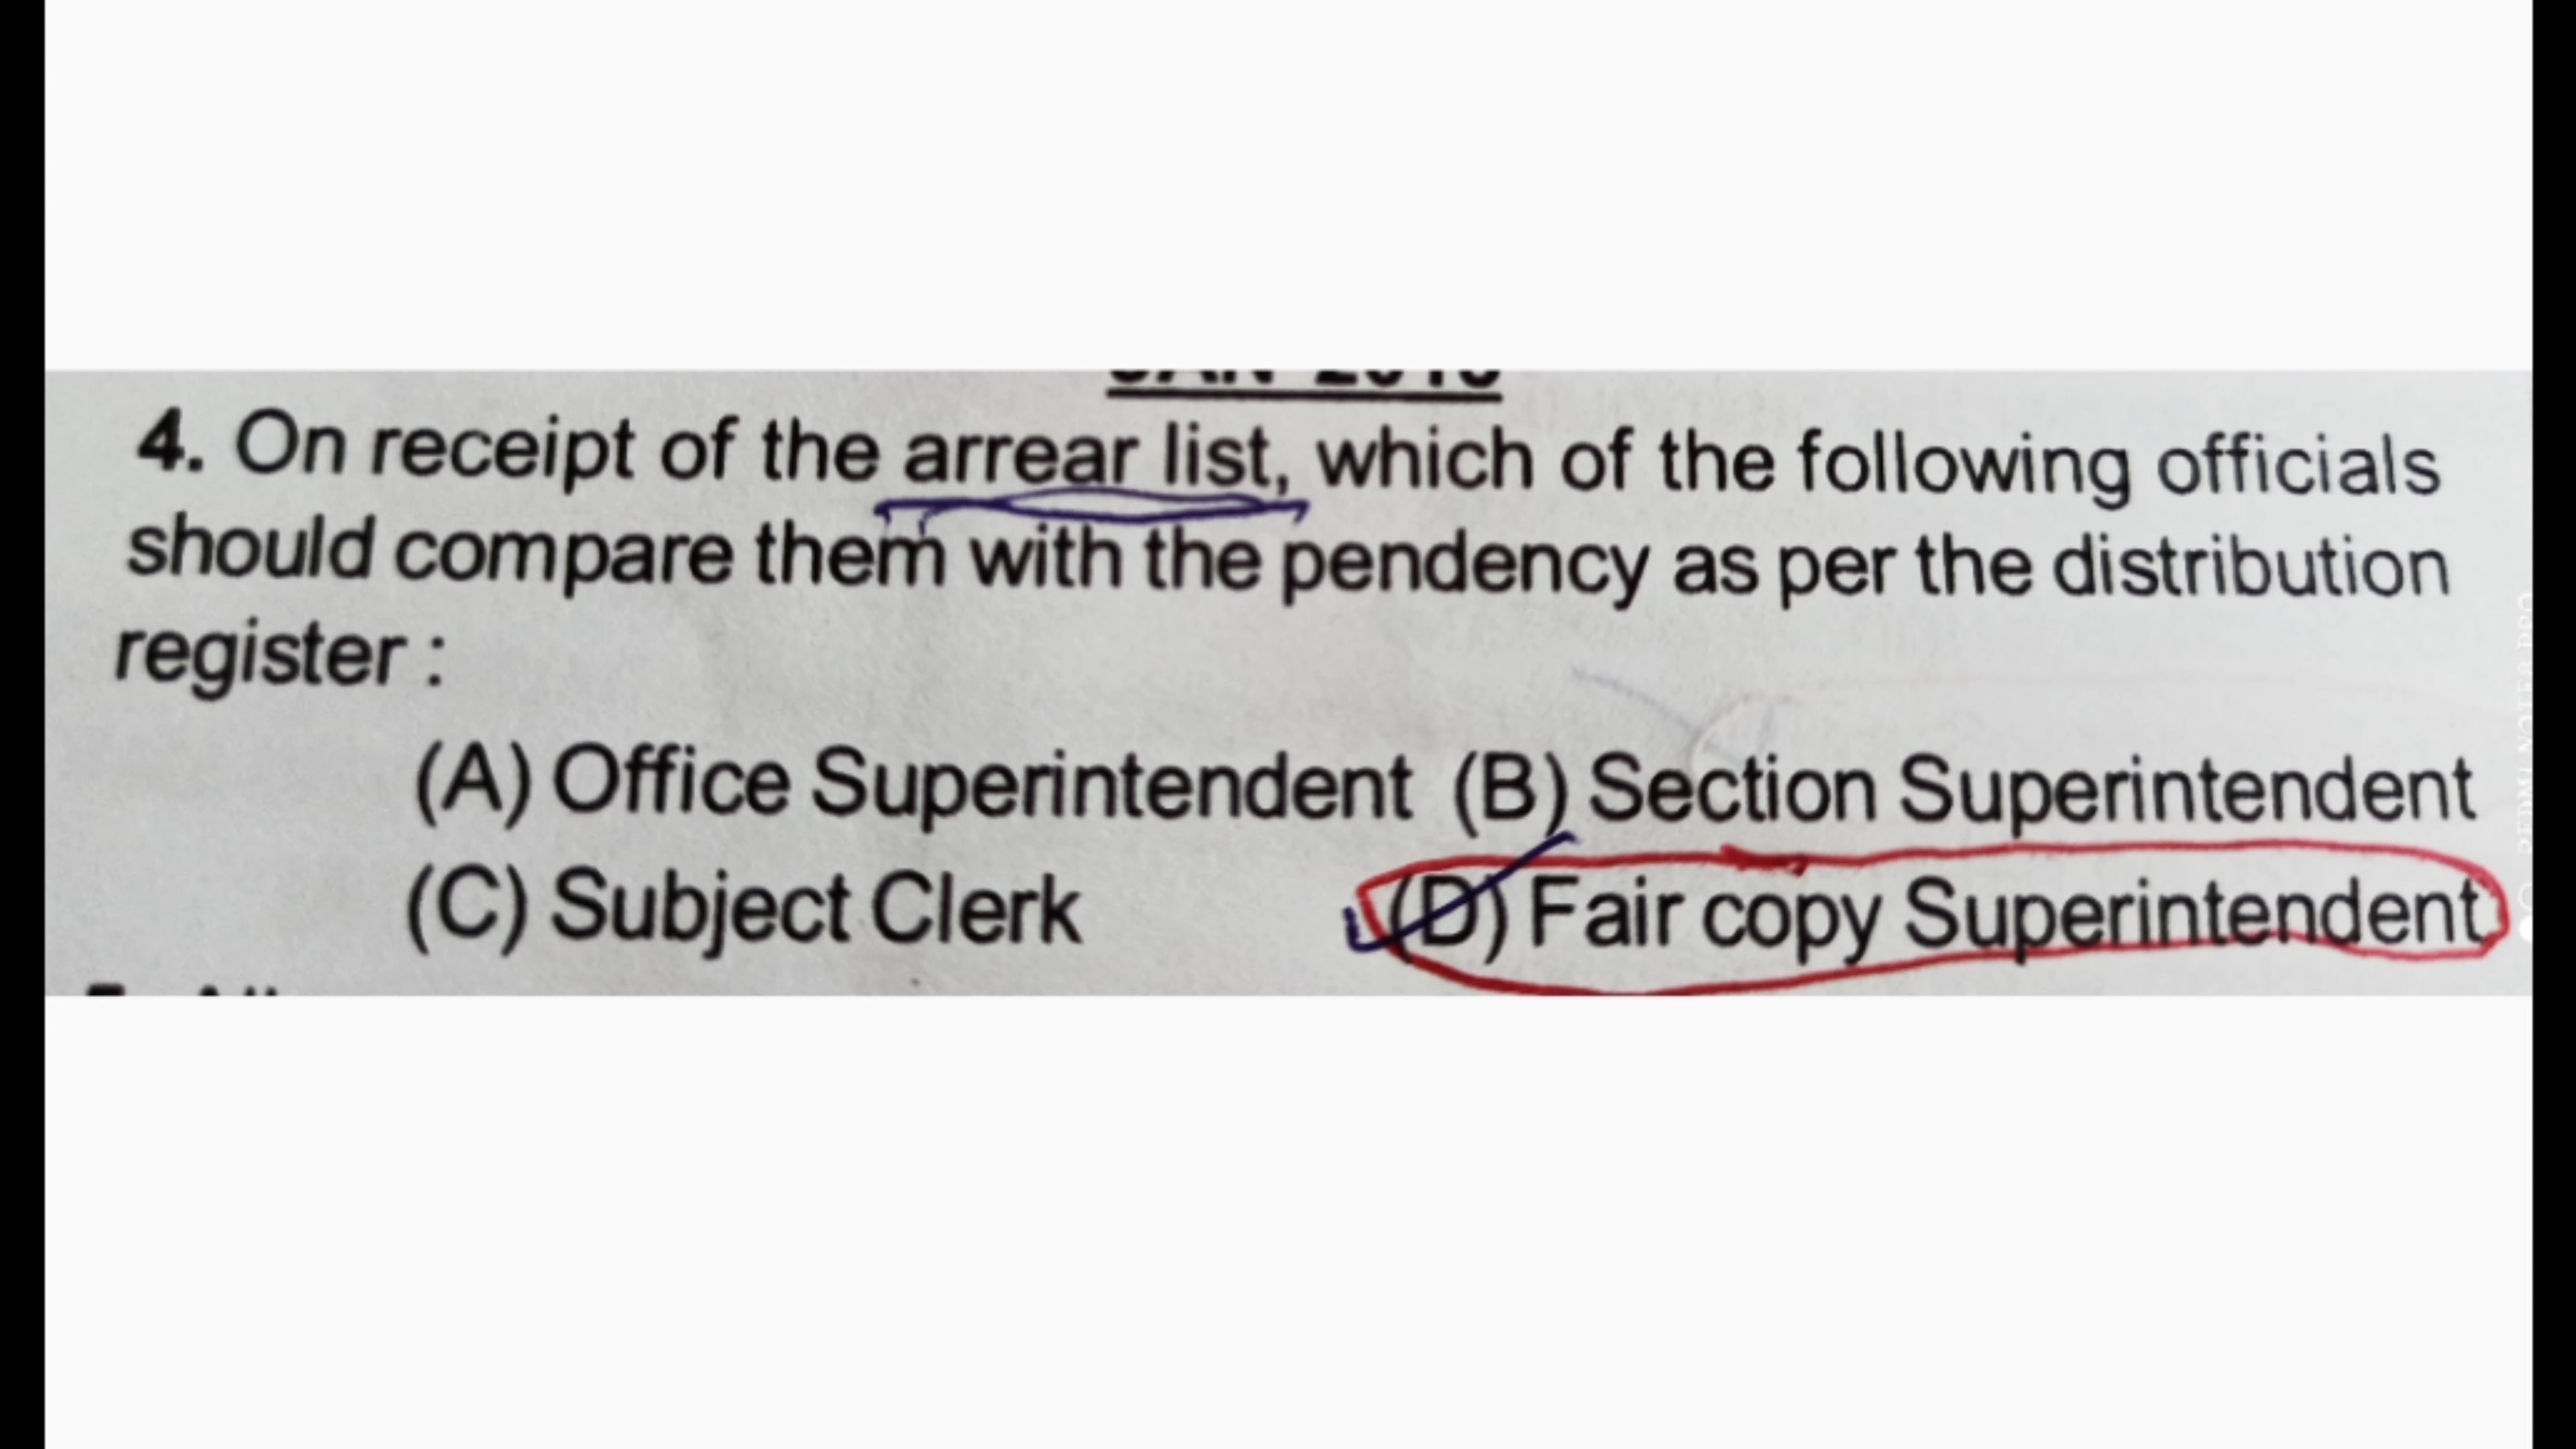 4. On receipt of the arrear list, which of the following officials
should compare them with the pendency as per the distribution
register :
(A) Office Superintendent (B) Section Superintendent
(C) Subject Clerk (D) Fair copy Superintendent